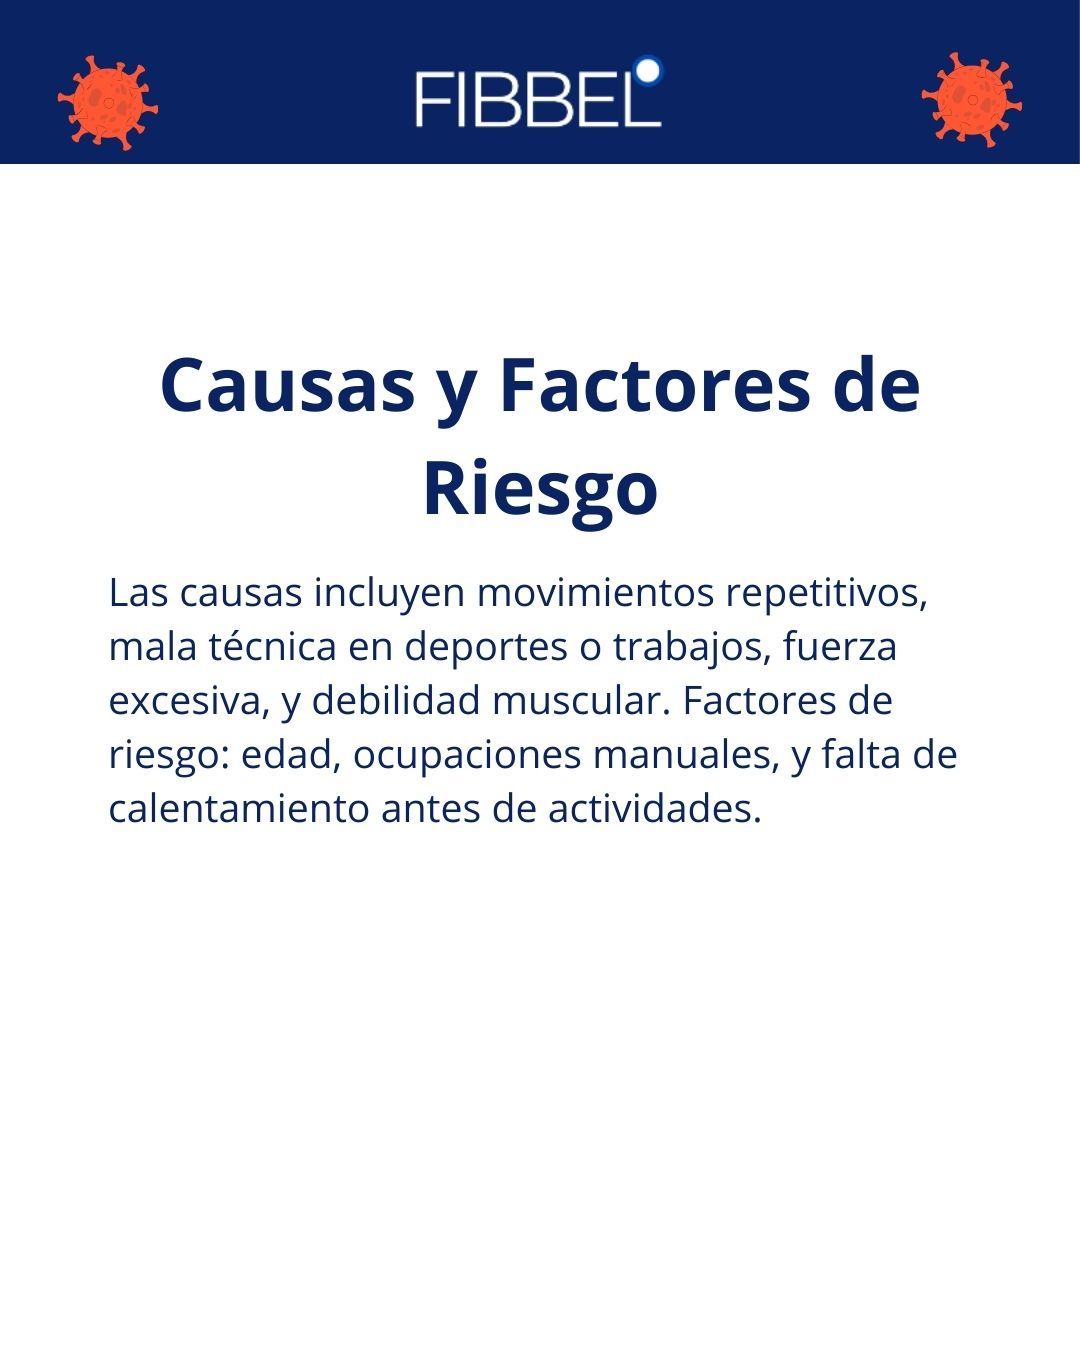 FIBBEL
Causas y Factores de
Riesgo
Las causas incluyen movimientos repetitivos,
mala técnica en deportes o trabajos, fuerza
excesiva, y debilidad muscular. Factores de
riesgo: edad, ocupaciones manuales, y falta de
calentamiento antes de actividades.